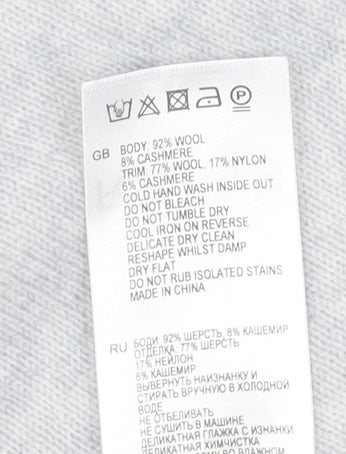 GB BODY: 92% WOOL
8% CASHMERE
TRIM: 77% WOOL, 17% NYLON
6% CASHMERE
COLD HAND WASH INSIDE OUT
DO NOT BLEACH
DO NOT TUMBLE DRY
COOL IRON ON REVERSE
DELICATE DRY CLEAN
RESHAPE WHILST DAMP
DRY FLAT
DO NOT RUB ISOLATED STAINS
MADE IN CHINA
RU БОДИ: 92% ШЕРСТЬ, 8% КАШЕМИР
ОТДЕЛКА: 77% ШЕРСТЬ
17% НЕЙЛОН
6% КАШЕМИР
ВЫВЕРНУТЬ НАИЗНАНКУ И
СТИРАТЬ ВРУЧНУЮ В ХОЛОДНОЙ
ВОДЕ
НЕ ОТБЕЛИВАТЬ
НЕ СУШИТЬ В МАШИНЕ
ДЕЛИКАТНАЯ ГЛАЖКА С ИЗНАНКИ
ДЕЛИКАТНАЯ ХИМЧИСТКА
ВО ВЛАЖНОМ